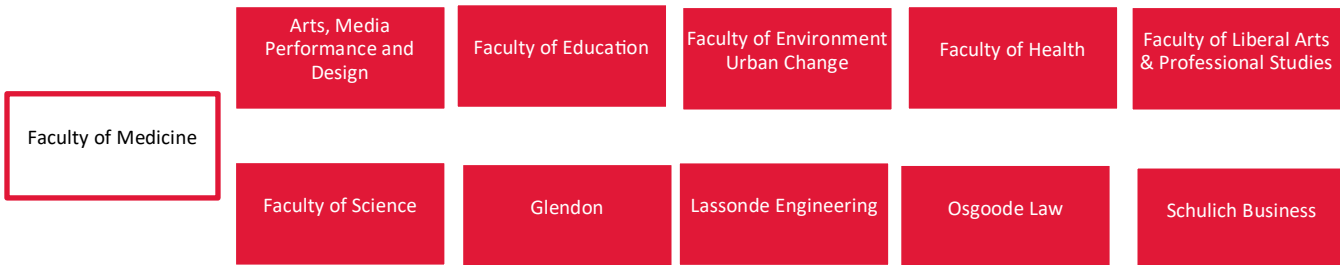 Arts, Media
Performance and
Design
Faculty of Education
Faculty of Environment
Urban Change
Faculty of Health
Faculty of Liberal Arts
& Professional Studies
Faculty of Medicine
Faculty of Science
Glendon
Lassonde Engineering
Osgoode Law
Schulich Business